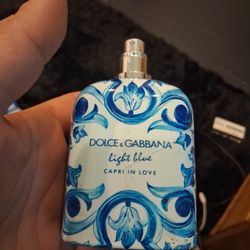 DOLCE & GABBANA
light blue
CAPRI IN LOVE